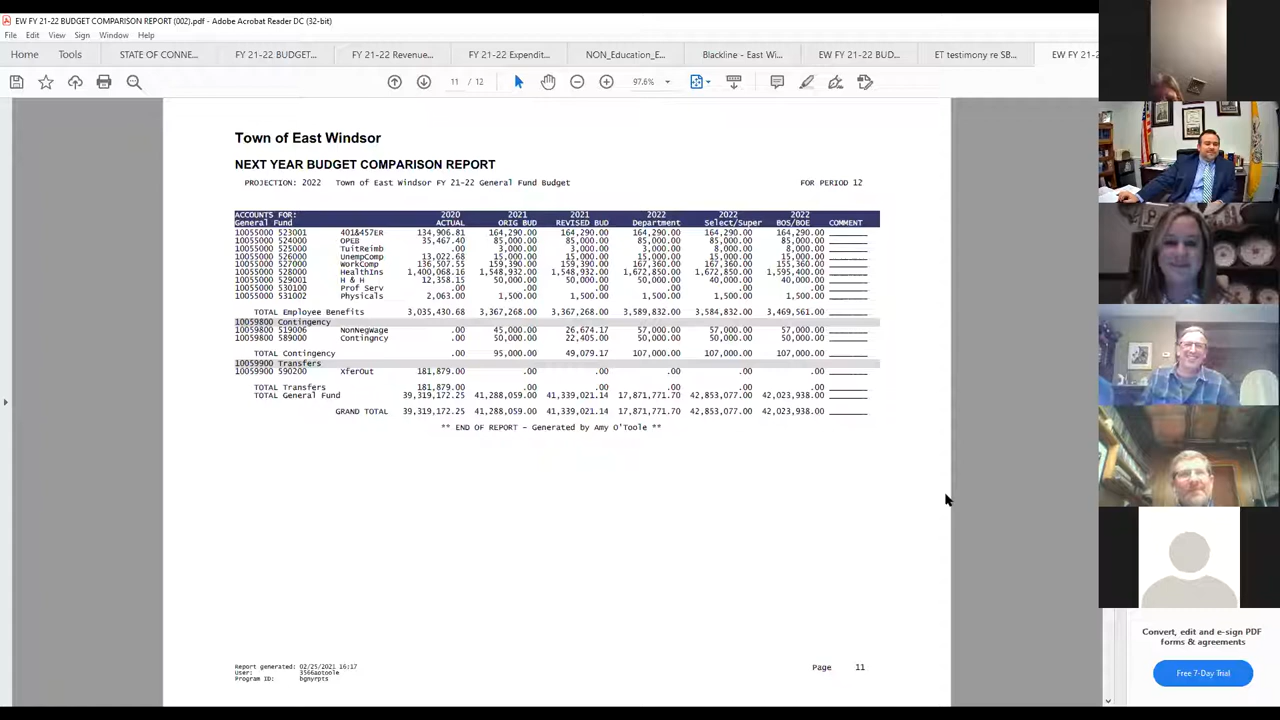 EW FY 21-22 BUDGET COMPARISON REPORT (002).pdf - Adobe Acrobat Reader DC (32-bit)
File Edit View Sign Window Help
Home Tools STATE OF CONNE... FY 21-22 BUDGET... FY 21-22 Revenue... FY 21-22 Expendit... NON_Education_E... Blackline - East Wi... EW FY 21-22 BUD... ET testimony re SB... EW FY 21-2
11 / 12 97.6%
Town of East Windsor
NEXT YEAR BUDGET COMPARISON REPORT
PROJECTION: 2022 Town of East Windsor FY 21-22 General Fund Budget FOR PERIOD 12
ACCOUNTS FOR: 2020 2021 2021 2022 2022 2022
General Fund ACTUAL ORIG BUD REVISED BUD Department Select/Super BOS/BOE COMMENT
10055000 523001 401&457ER 134,906.81 164,290.00 164,290.00 164,290.00 164,290.00 164,290.00
10055000 524000 OPEB 35,467.40 85,000.00 85,000.00 85,000.00 85,000.00 85,000.00
10055000 525000 TuitReimb .00 3,000.00 3,000.00 3,000.00 8,000.00 8,000.00
10055000 526000 UnempComp 13,022.68 15,000.00 15,000.00 15,000.00 15,000.00 15,000.00
10055000 527000 WorkComp 136,507.55 159,390.00 159,390.00 167,360.00 167,360.00 155,360.00
10055000 528000 HealthIns 1,400,068.16 1,548,932.00 1,548,932.00 1,672,850.00 1,672,850.00 1,595,400.00
10055000 529001 H & H 12,358.15 50,000.00 50,000.00 50,000.00 40,000.00 40,000.00
10055000 530100 Prof Serv .00 .00 .00 .00 .00 .00
10055000 531002 Physicals 2,063.00 1,500.00 1,500.00 1,500.00 1,500.00 1,500.00
TOTAL Employee Benefits 3,035,430.68 3,367,268.00 3,367,268.00 3,589,832.00 3,584,832.00 3,469,561.00
10059800 Contingency
10059800 519006 NonNegWage .00 45,000.00 26,674.17 57,000.00 57,000.00 57,000.00
10059800 589000 Contingncy .00 50,000.00 22,405.00 50,000.00 50,000.00 50,000.00
TOTAL Contingency .00 95,000.00 49,079.17 107,000.00 107,000.00 107,000.00
10059900 Transfers
10059900 590200 XferOut 181,879.00 .00 .00 .00 .00 .00
TOTAL Transfers 181,879.00 .00 .00 .00 .00 .00
TOTAL General Fund 39,319,172.25 41,288,059.00 41,339,021.14 17,871,771.70 42,853,077.00 42,023,938.00
GRAND TOTAL 39,319,172.25 41,288,059.00 41,339,021.14 17,871,771.70 42,853,077.00 42,023,938.00
** END OF REPORT - Generated by Amy O'Toole **
Report generated: 02/25/2021 16:17
User: 3566aotoole
Program ID: bgnyrpts
Page 11
Convert, edit and e-sign PDF
forms & agreements
Free 7-Day Trial